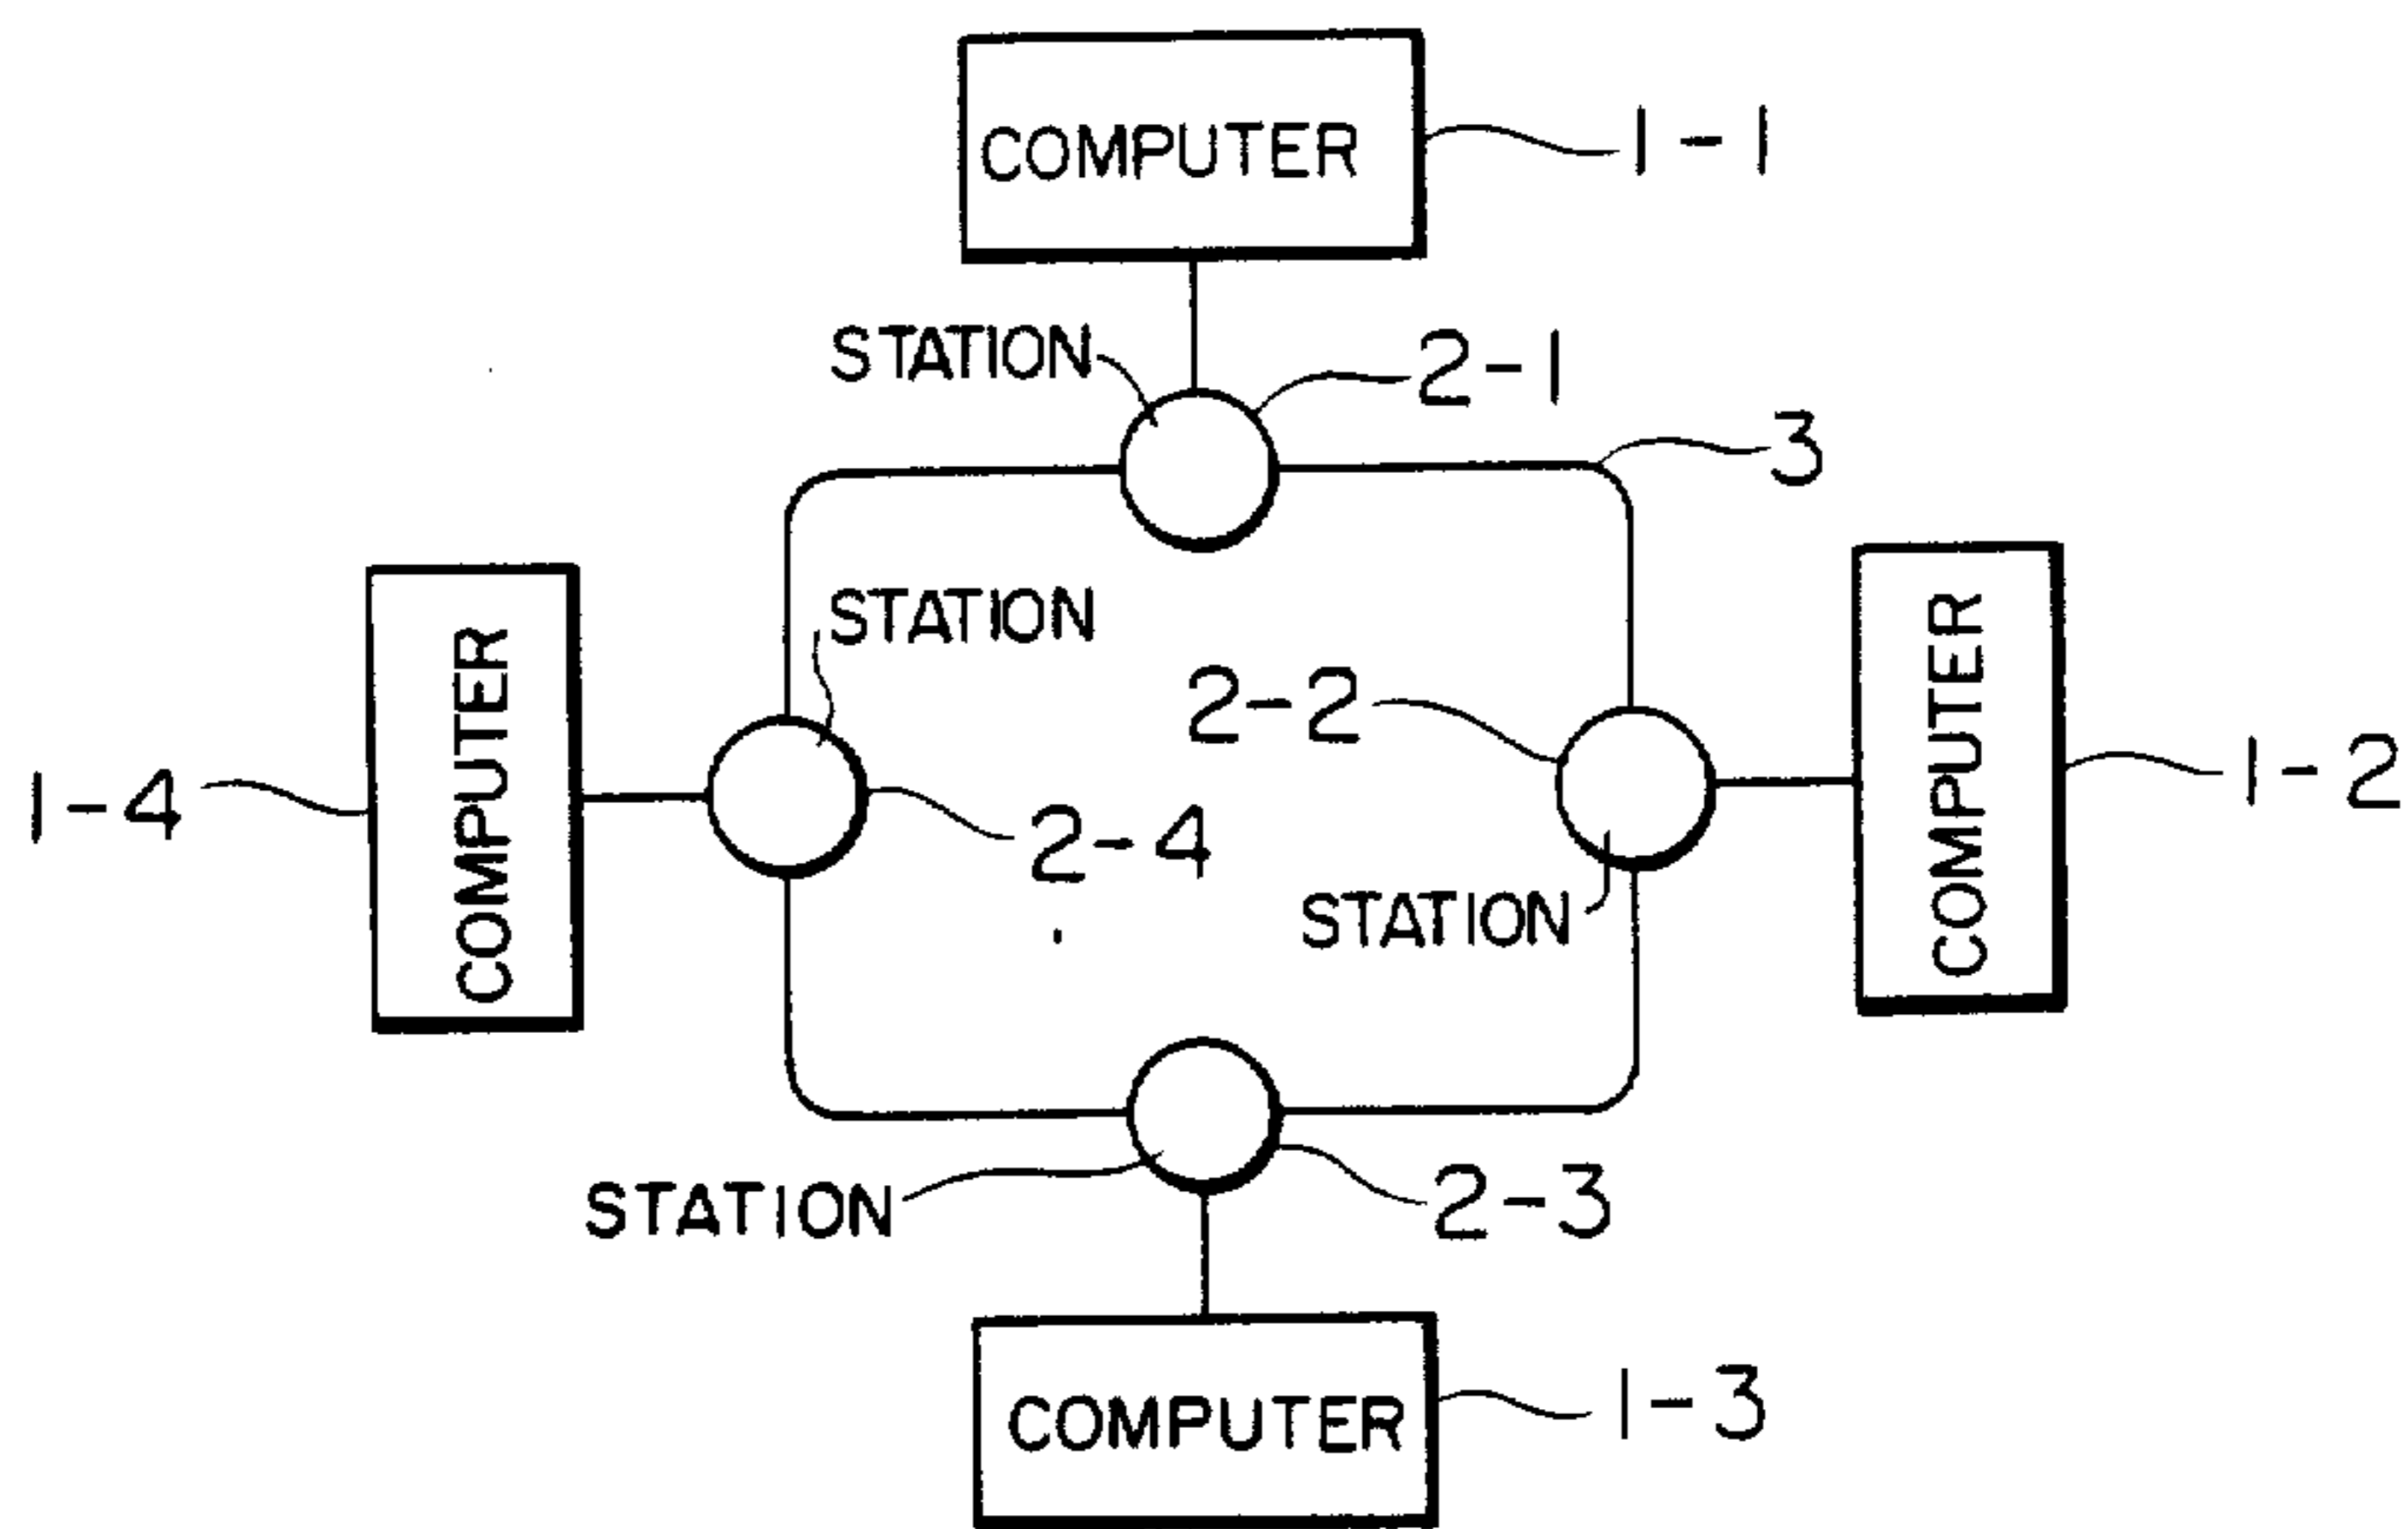 COMPUTER
1-1
STATION
2-1
3
STATION
COMPUTER
2-2
COMPUTER
1-4
1-2
2-4
STATION
STATION
2-3
COMPUTER
1-3